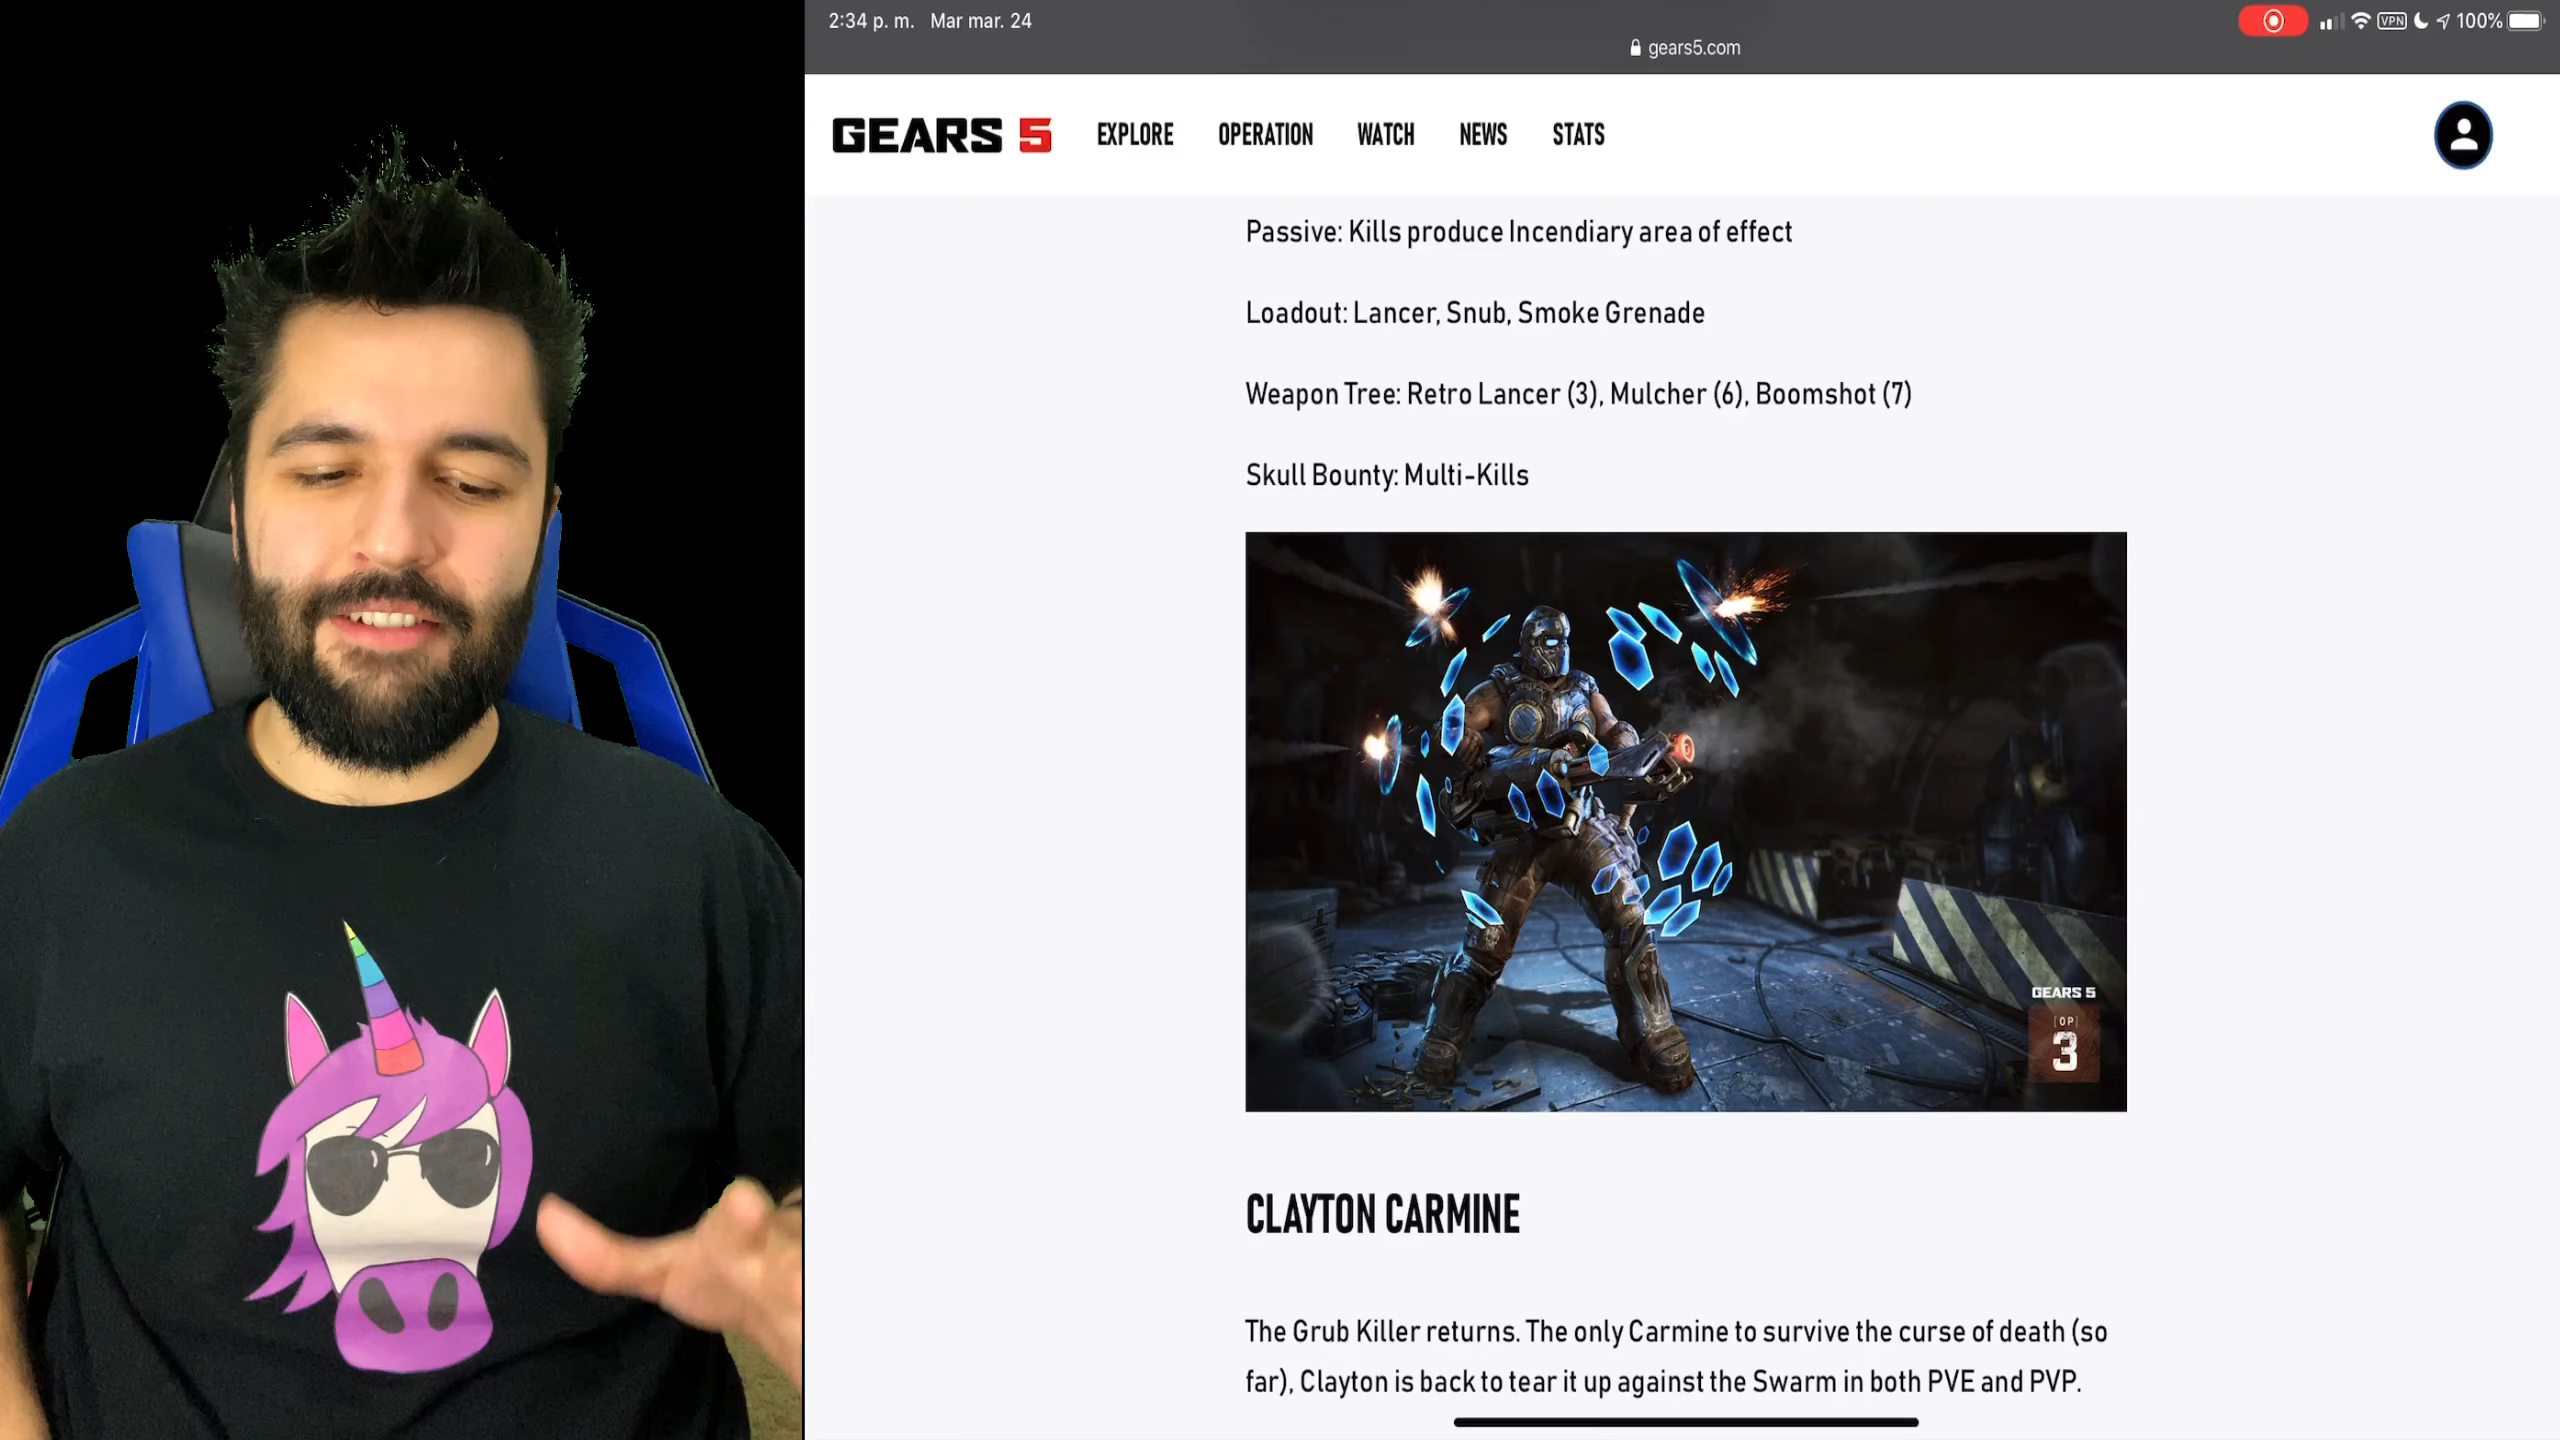 2:34 p. m. Mar mar. 24
VPN 100%
gears5.com
GEARS 5 EXPLORE OPERATION WATCH NEWS STATS
Passive: Kills produce Incendiary area of effect
Loadout: Lancer, Snub, Smoke Grenade
Weapon Tree: Retro Lancer (3), Mulcher (6), Boomshot (7)
Skull Bounty: Multi-Kills
GEARS 5
[OP]
3
CLAYTON CARMINE
The Grub Killer returns. The only Carmine to survive the curse of death (so
far), Clayton is back to tear it up against the Swarm in both PVE and PVP.